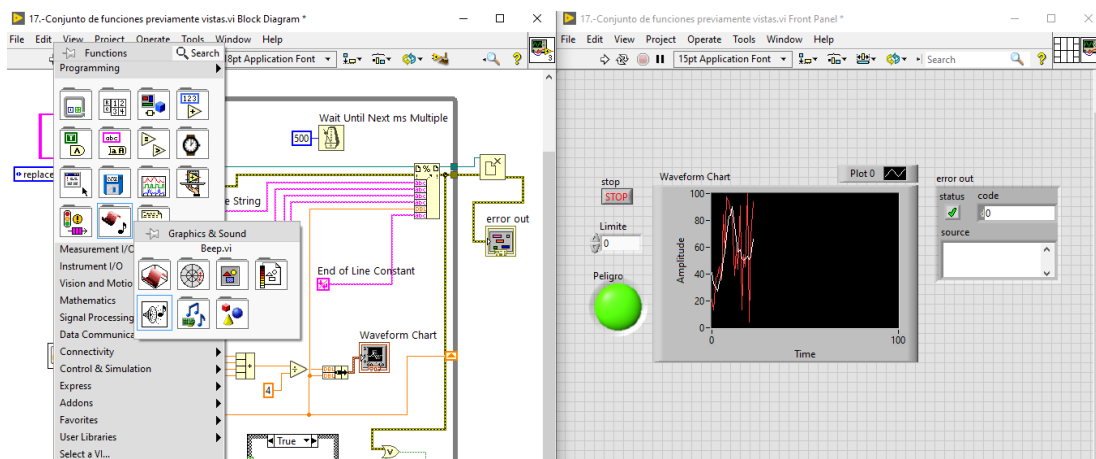 17.-Conjunto de funciones previamente vistas.vi Block Diagram *
File Edit View Project Operate Tools Window Help
Functions
Search
18pt Application Font
3
Programming
123
Wait Until Next ms Multiple
500
replace
String
error out
Graphics & Sound
Beep.vi
Measurement I/O
Instrument I/O
Vision and Motio
Mathematics
Signal Processing
Data Communica
Connectivity
Control & Simulation
Express
Addons
Favorites
User Libraries
Select a VI...
End of Line Constant
Waveform Chart
4
True
17.-Conjunto de funciones previamente vistas.vi Front Panel *
File Edit View Project Operate Tools Window Help
15pt Application Font
Search
3
stop
STOP
Limite
0
Peligro
Waveform Chart
Plot 0
Amplitude
100
80
60
40
20
0
0
100
Time
error out
status
code
0
source